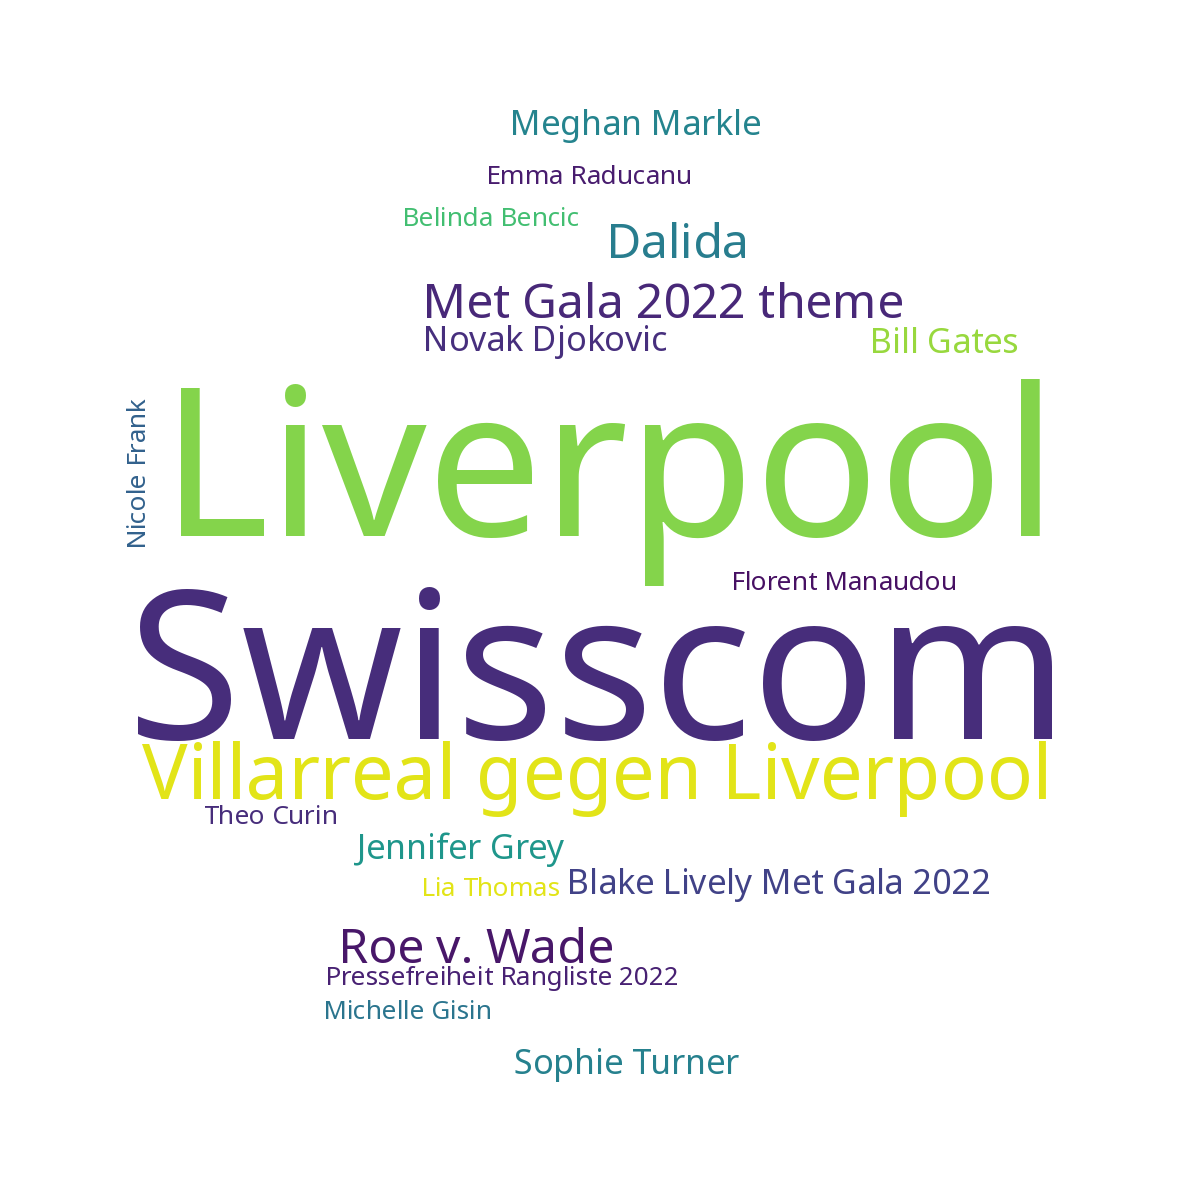 Meghan Markle
Emma Raducanu
Belinda Bencic
Dalida
Met Gala 2022 theme
Novak Djokovic
Bill Gates
Nicole Frank
Liverpool
Florent Manaudou
Swisscom
Villarreal gegen Liverpool
Theo Curin
Jennifer Grey
Lia Thomas
Blake Lively Met Gala 2022
Roe v. Wade
Pressefreiheit Rangliste 2022
Michelle Gisin
Sophie Turner